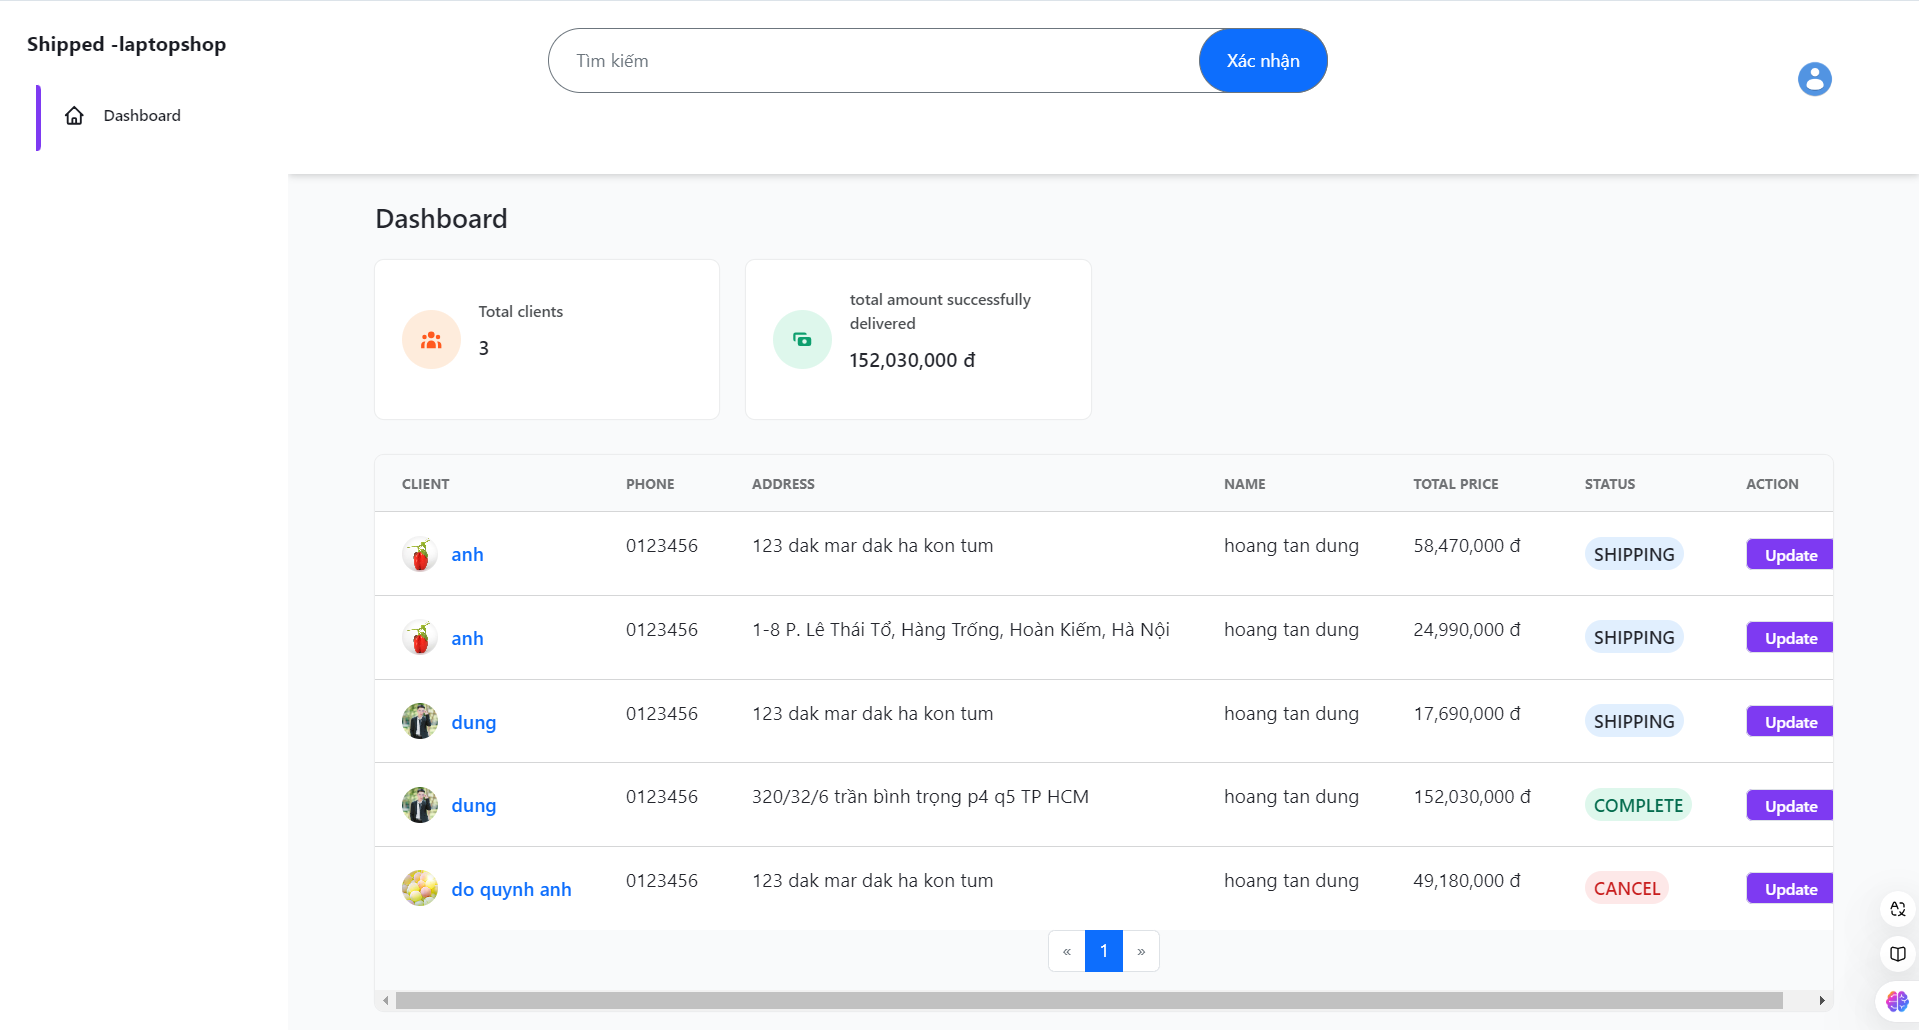 Shipped -laptopshop
Tìm kiếm
Xác nhận
Dashboard
Dashboard
Total clients
3
total amount successfully
delivered
152,030,000 đ
CLIENT PHONE ADDRESS NAME TOTAL PRICE STATUS ACTION
anh 0123456 123 dak mar dak ha kon tum hoang tan dung 58,470,000 đ SHIPPING Update
anh 0123456 1-8 P. Lê Thái Tổ, Hàng Trống, Hoàn Kiếm, Hà Nội hoang tan dung 24,990,000 đ SHIPPING Update
dung 0123456 123 dak mar dak ha kon tum hoang tan dung 17,690,000 đ SHIPPING Update
dung 0123456 320/32/6 trần bình trọng p4 q5 TP HCM hoang tan dung 152,030,000 đ COMPLETE Update
do quynh anh 0123456 123 dak mar dak ha kon tum hoang tan dung 49,180,000 đ CANCEL Update
« 1 »